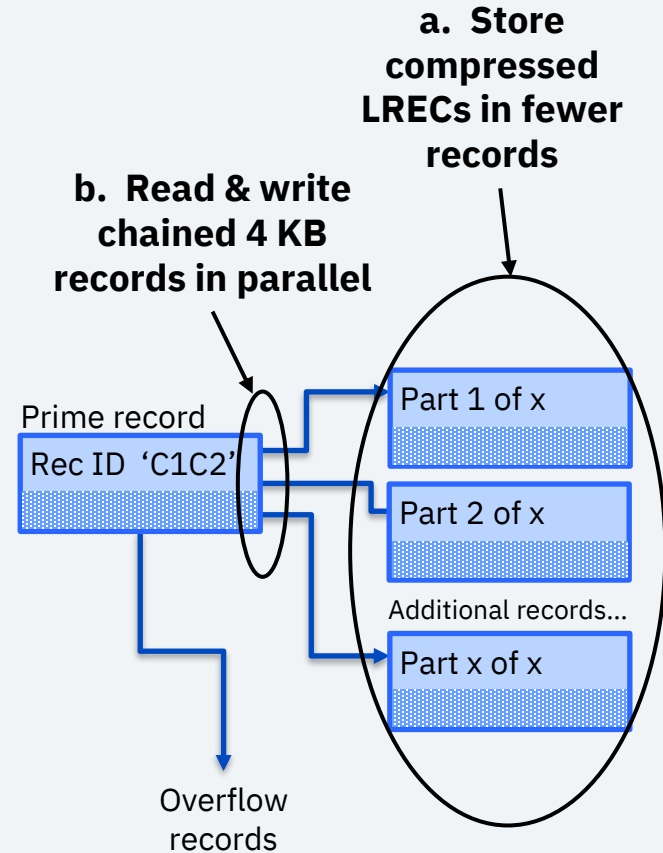 a. Store
compressed
LRECs in fewer
records
b. Read & write
chained 4 KB
records in parallel
Prime record
Rec ID ‘C1C2’
Part 1 of x
Part 2 of x
Additional records...
Part x of x
Overflow
records